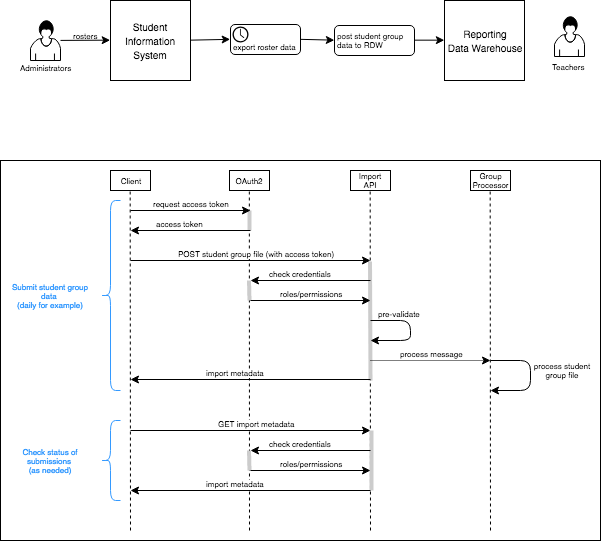 Administrators
rosters
Student
Information
System
export roster data
post student group
data to RDW
Reporting
Data Warehouse
Teachers
Client
OAuth2
Import
API
Group
Processor
Submit student group
data
(daily for example)
request access token
access token
POST student group file (with access token)
check credentials
roles/permissions
pre-validate
process message
process student
group file
import metadata
Check status of
submissions
(as needed)
GET import metadata
check credentials
roles/permissions
import metadata